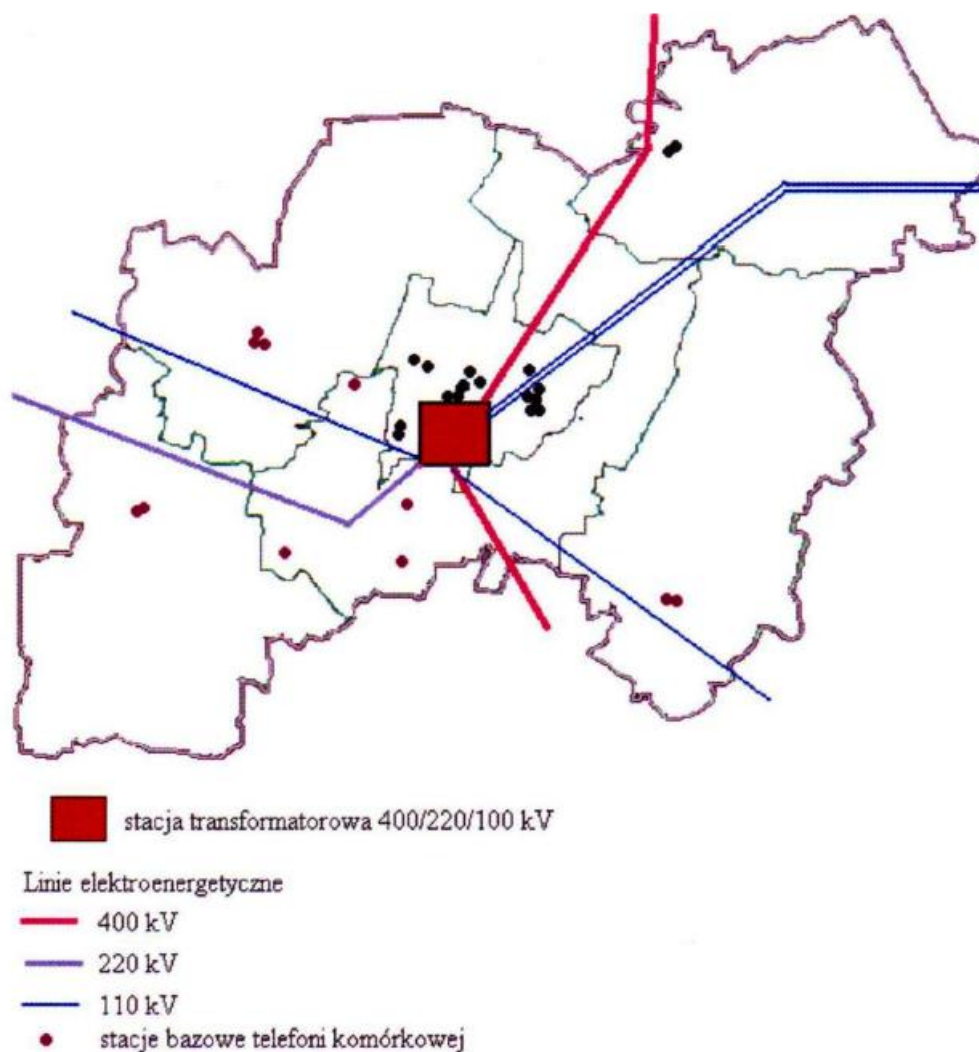 stacja transformatorowa 400/220/100 kV
Linie elektroenergetyczne
400 kV
220 kV
110 kV
stacje bazowe telefoni komórkowej